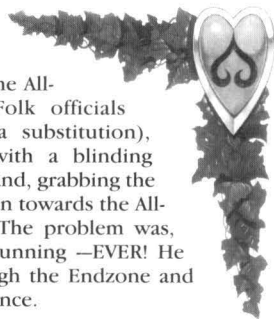 he All-
Folk officials
a substitution),
with a blinding
and, grabbing the
n towards the All-
The problem was,
unning —EVER! He
gh the Endzone and
nce.